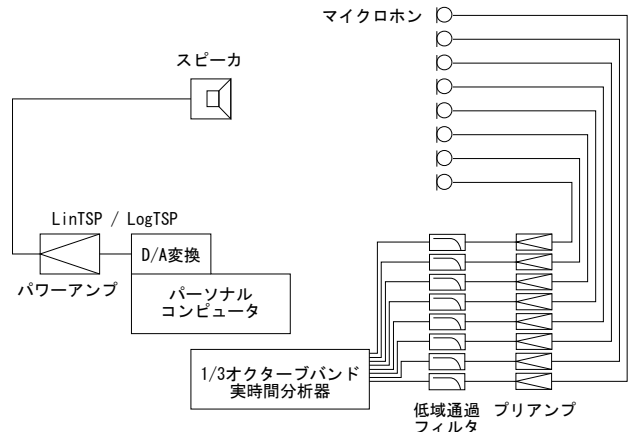 マイクロホン
スピーカ
LinTSP / LogTSP
D/A変換
パワーアンプ
パーソナル
コンピュータ
1/3オクターブバンド
実時間分析器
低域通過
フィルタ
プリアンプ